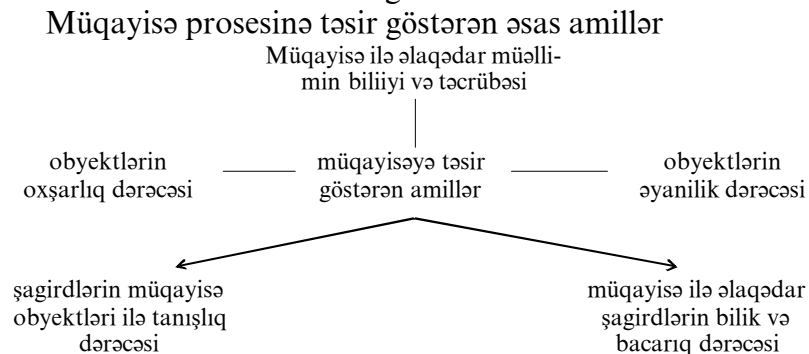 Müqayisə prosesinə təsir göstərən əsas amillər
Müqayisə ilə əlaqədar müəlli-
min biliiyi və təcrübəsi
obyektlərin
oxşarlıq dərəcəsi
müqayisəyə təsir
göstərən amillər
obyektlərin
əyanilik dərəcəsi
şagirdlərin müqayisə
obyektləri ilə tanışlıq
dərəcəsi
müqayisə ilə əlaqədar
şagirdlərin bilik və
bacarıq dərəcəsi